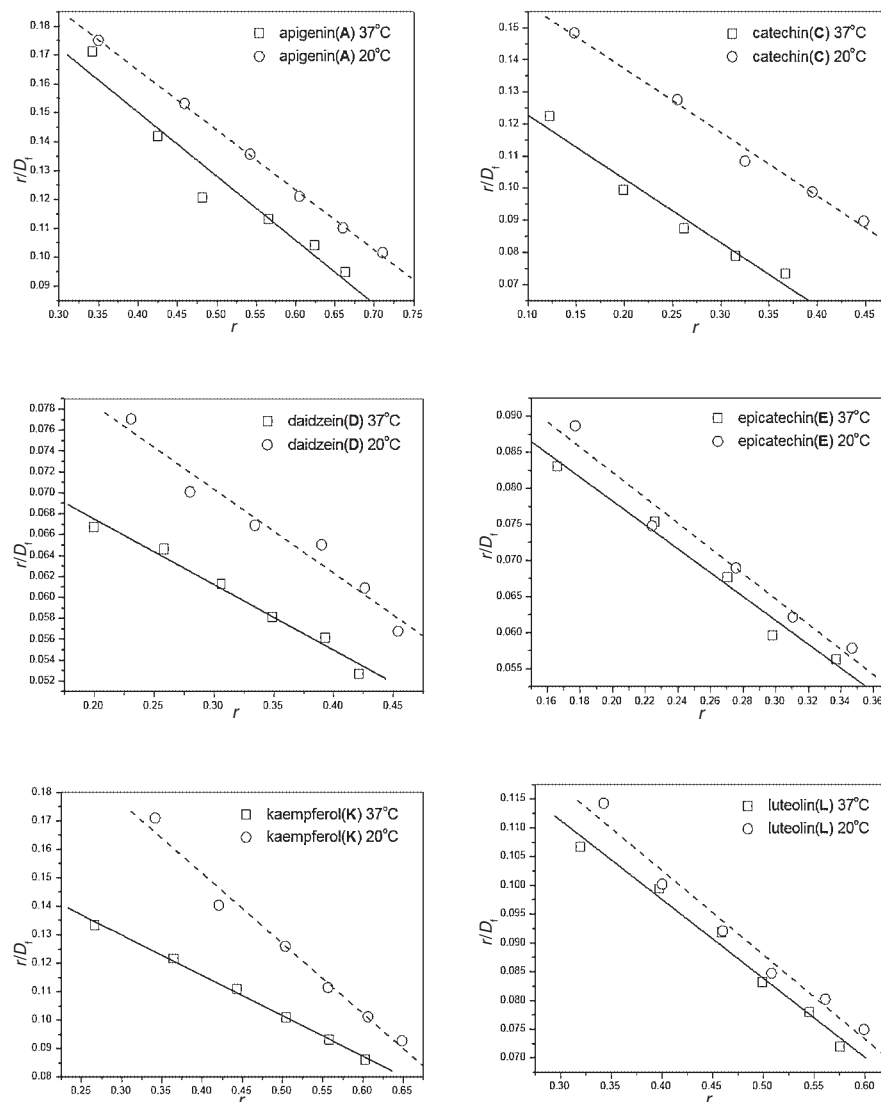 apigenin(A) 37°C
apigenin(A) 20°C
r/Df
0.18
0.17
0.16
0.15
0.14
0.13
0.12
0.11
0.10
0.09
0.30 0.35 0.40 0.45 0.50 0.55 0.60 0.65 0.70 0.75
r
catechin(C) 37°C
catechin(C) 20°C
r/Df
0.15
0.14
0.13
0.12
0.11
0.10
0.09
0.08
0.07
0.10 0.15 0.20 0.25 0.30 0.35 0.40 0.45
r
daidzein(D) 37°C
daidzein(D) 20°C
r/Df
0.078
0.076
0.074
0.072
0.070
0.068
0.066
0.064
0.062
0.060
0.058
0.056
0.054
0.052
0.20 0.25 0.30 0.35 0.40 0.45
r
epicatechin(E) 37°C
epicatechin(E) 20°C
r/Df
0.090
0.085
0.080
0.075
0.070
0.065
0.060
0.055
0.16 0.18 0.20 0.22 0.24 0.26 0.28 0.30 0.32 0.34 0.36
r
kaempferol(K) 37°C
kaempferol(K) 20°C
r/Df
0.18
0.17
0.16
0.15
0.14
0.13
0.12
0.11
0.10
0.09
0.08
0.25 0.30 0.35 0.40 0.45 0.50 0.55 0.60 0.65
r
luteolin(L) 37°C
luteolin(L) 20°C
r/Df
0.115
0.110
0.105
0.100
0.095
0.090
0.085
0.080
0.075
0.070
0.30 0.35 0.40 0.45 0.50 0.55 0.60
r